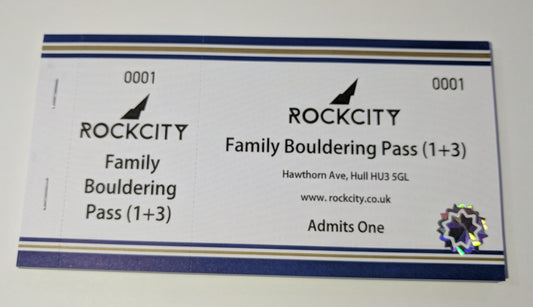 0001
ROCKCITY
Family
Bouldering
Pass (1+3)
0001
ROCKCITY
Family Bouldering Pass (1+3)
Hawthorn Ave, Hull HU3 5GL
www.rockcity.co.uk
Admits One